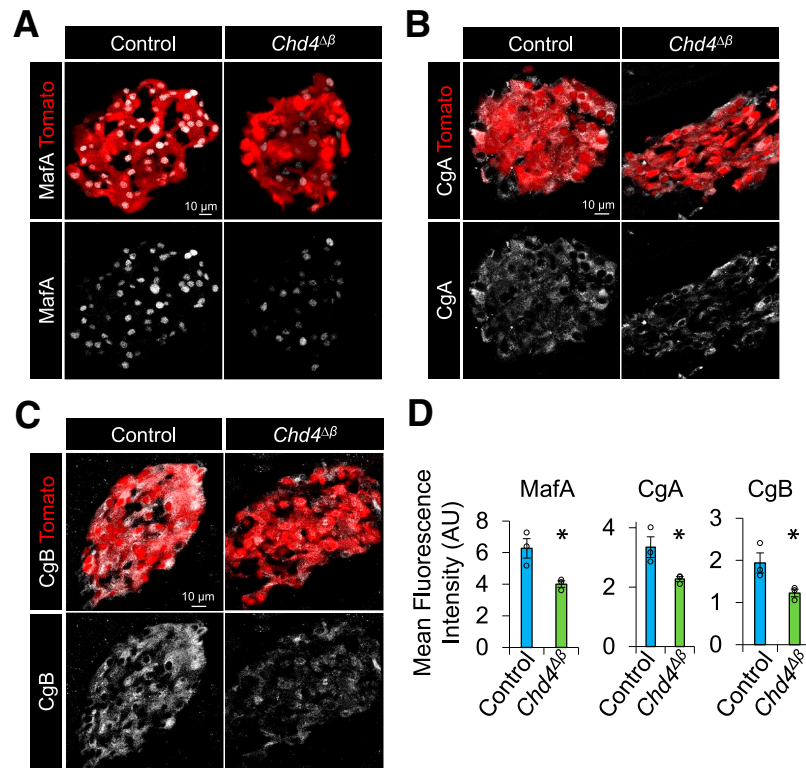 A
Control
Chd4Δβ
MafA Tomato
10 µm
MafA
B
Control
Chd4Δβ
CgA Tomato
10 µm
CgA
C
Control
Chd4Δβ
CgB Tomato
10 µm
CgB
D
Mean Fluorescence
Intensity (AU)
MafA
8
6
4
2
0
*
Control
Chd4Δβ
CgA
4
2
0
*
Control
Chd4Δβ
CgB
3
2
1
0
*
Control
Chd4Δβ